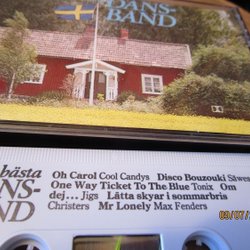 DANS-
BAND
bästa
DANS-
BAND
Oh Carol Cool Candys Disco Bouzouki
One Way Ticket To The Blue Tonix Om
dej... Jigs Lätta skyar i sommarbris
Christers Mr Lonely Max Fenders